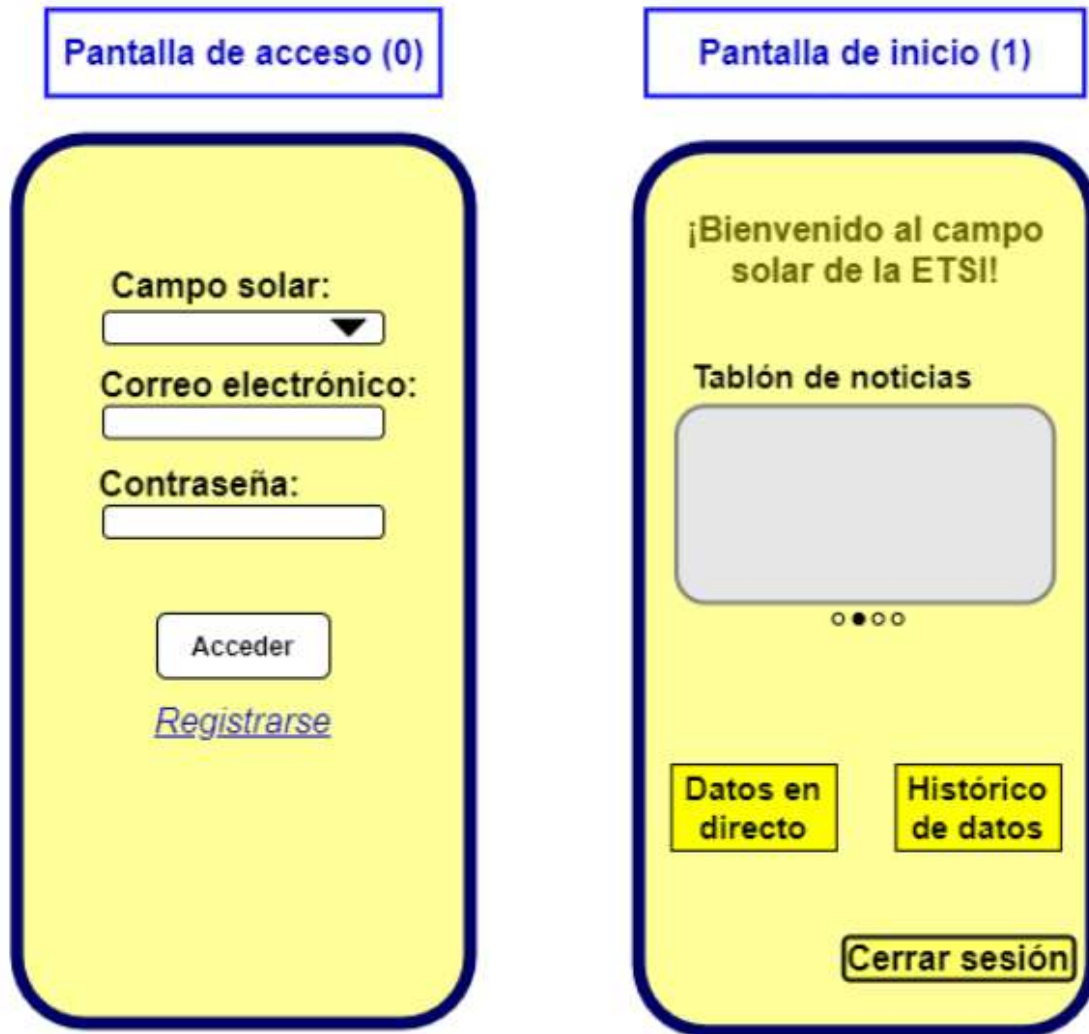 Pantalla de acceso (0)
Campo solar:
Correo electrónico:
Contraseña:
Acceder
Registrarse
Pantalla de inicio (1)
¡Bienvenido al campo
solar de la ETSI!
Tablón de noticias
Datos en
directo
Histórico
de datos
Cerrar sesión